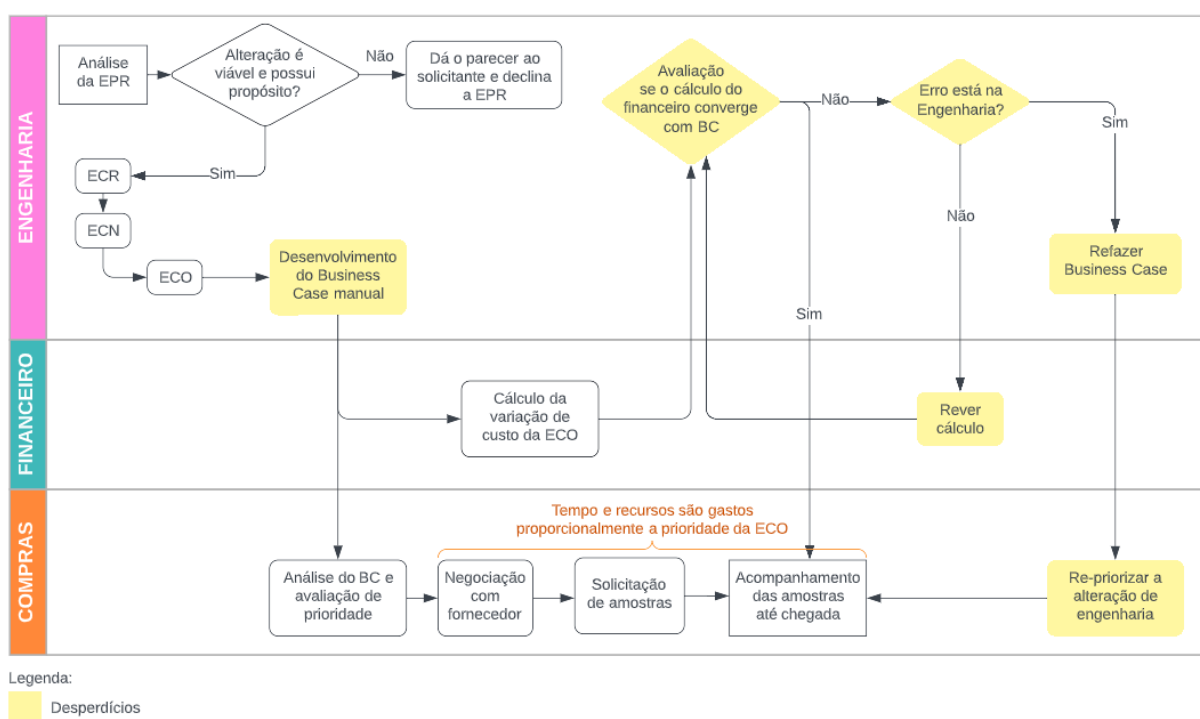 ENGENHARIA
Análise
da EPR
Alteração é
viável e possui
propósito?
Não
Dá o parecer ao
solicitante e declina
a EPR
Sim
ECR
ECN
ECO
Desenvolvimento
do Business
Case manual
Avaliação
se o cálculo do
financeiro converge
com BC
Não
Erro está na
Engenharia?
Sim
Não
Sim
Refazer
Business Case
FINANCEIRO
Cálculo da
variação de
custo da ECO
Rever
cálculo
COMPRAS
Tempo e recursos são gastos
proporcionalmente a prioridade da ECO
Análise do BC e
avaliação de
prioridade
Negociação
com
fornecedor
Solicitação
de amostras
Acompanhamento
das amostras
até chegada
Re-priorizar a
alteração de
engenharia
Legenda:
Desperdícios